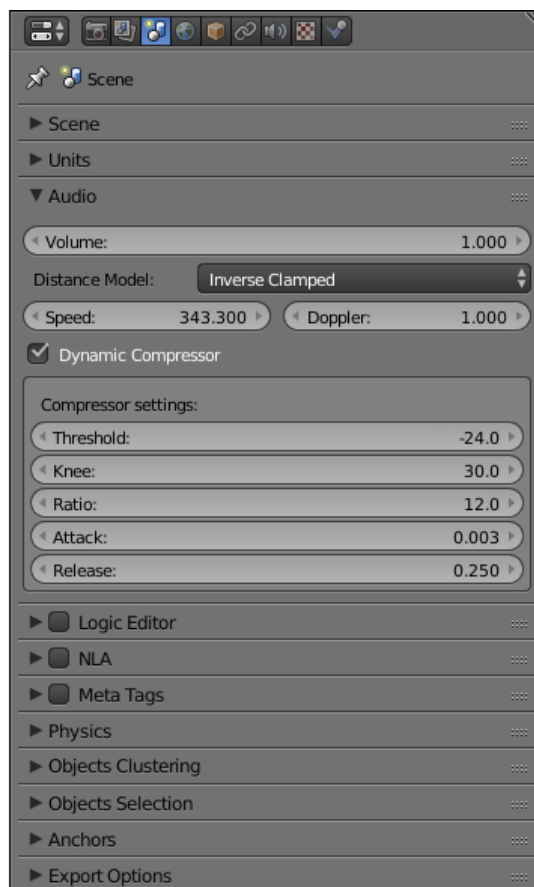 Scene
Scene
Units
Audio
Volume: 1.000
Distance Model: Inverse Clamped
Speed: 343.300 Doppler: 1.000
Dynamic Compressor
Compressor settings:
Threshold: -24.0
Knee: 30.0
Ratio: 12.0
Attack: 0.003
Release: 0.250
Logic Editor
NLA
Meta Tags
Physics
Objects Clustering
Objects Selection
Anchors
Export Options